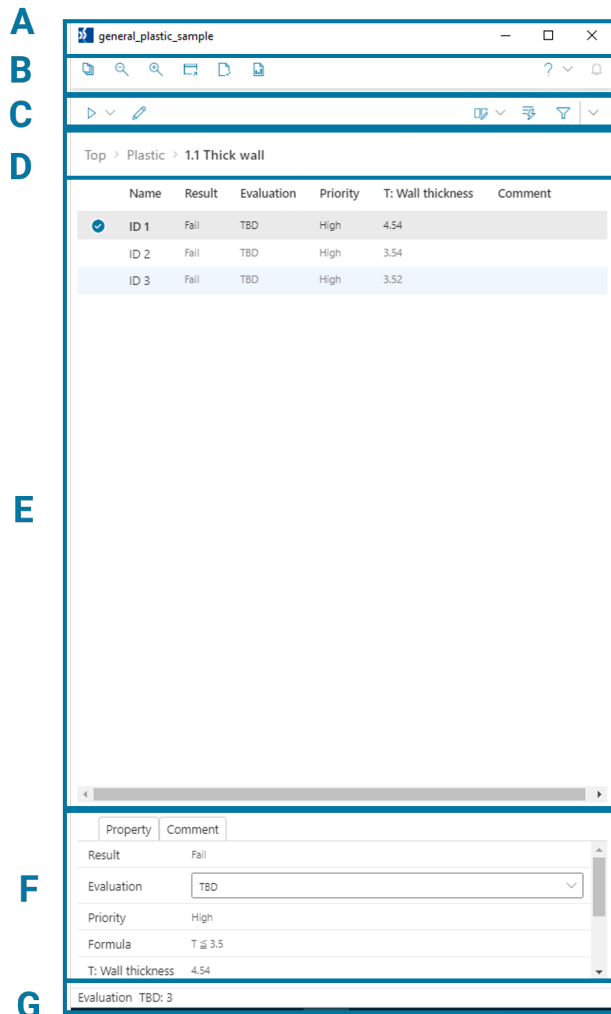 A
general_plastic_sample
B
?
C
D
Top > Plastic > 1.1 Thick wall
Name Result Evaluation Priority T: Wall thickness Comment
ID 1 Fail TBD High 4.54
ID 2 Fail TBD High 3.54
ID 3 Fail TBD High 3.52
E
Property Comment
Result Fail
F
Evaluation TBD
Priority High
Formula T ≦ 3.5
T: Wall thickness 4.54
G
Evaluation TBD: 3